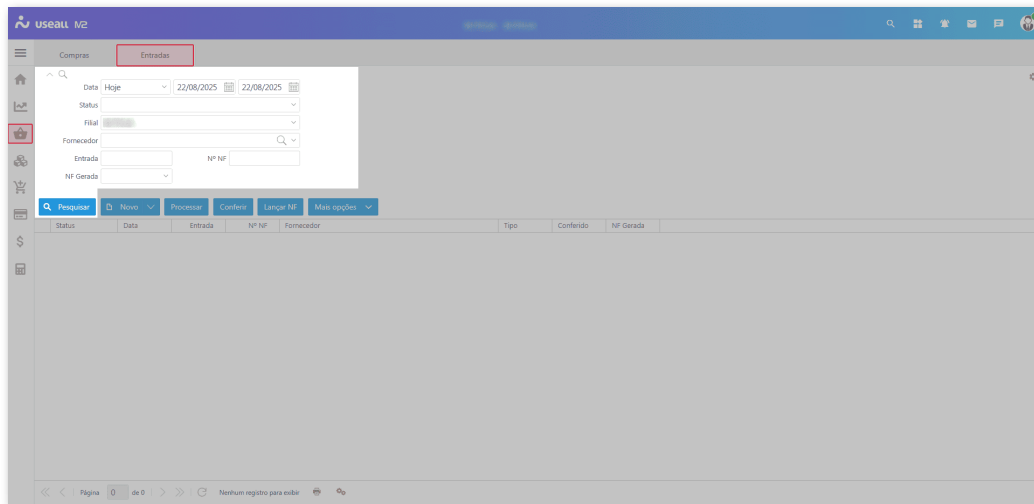 useall M2
Compras Entradas
Data Hoje 22/08/2025 22/08/2025
Status
Filial
Fornecedor
Entrada Nº NF
NF Gerada
Pesquisar Novo Processar Conferir Lançar NF Mais opções
Status Data Entrada Nº NF Fornecedor Tipo Conferido NF Gerada
Página 0 de 0 Nenhum registro para exibir